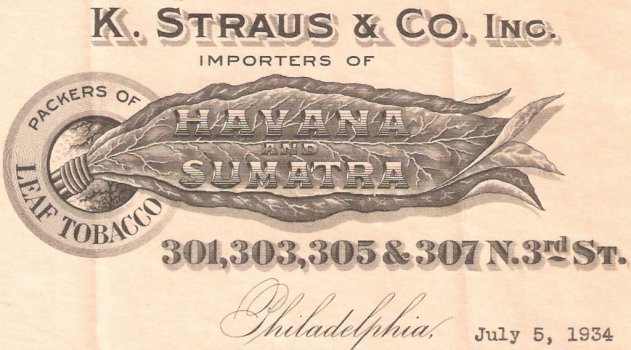 K. STRAUS & CO. INC.
IMPORTERS OF
PACKERS OF
LEAF TOBACCO
HAVANA
AND
SUMATRA
301,303,305 & 307 N. 3rd ST.
Philadelphia, July 5, 1934